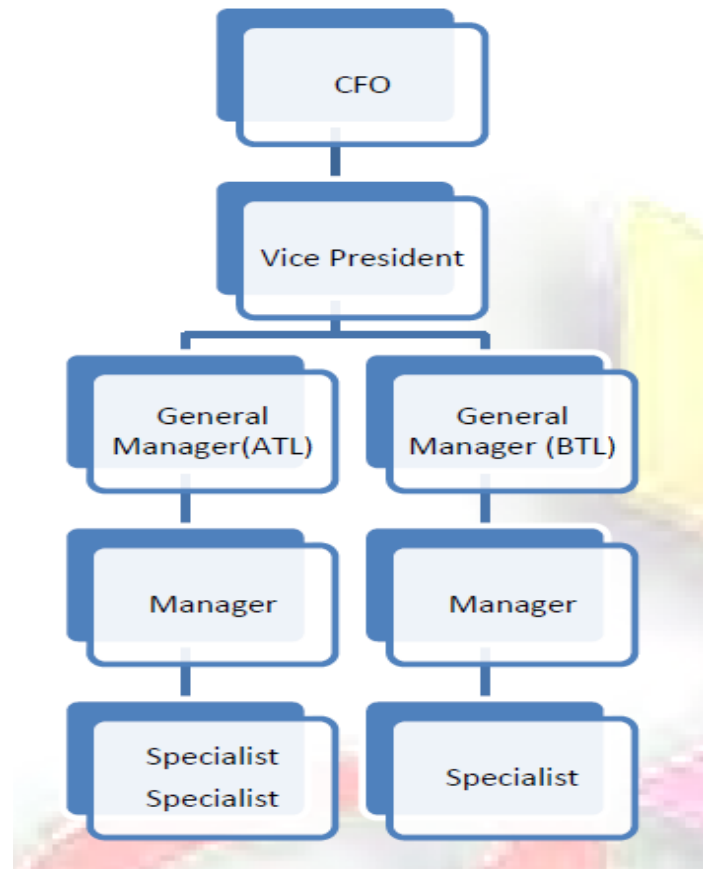 CFO
Vice President
General
Manager(ATL)
General
Manager (BTL)
Manager
Manager
Specialist
Specialist
Specialist